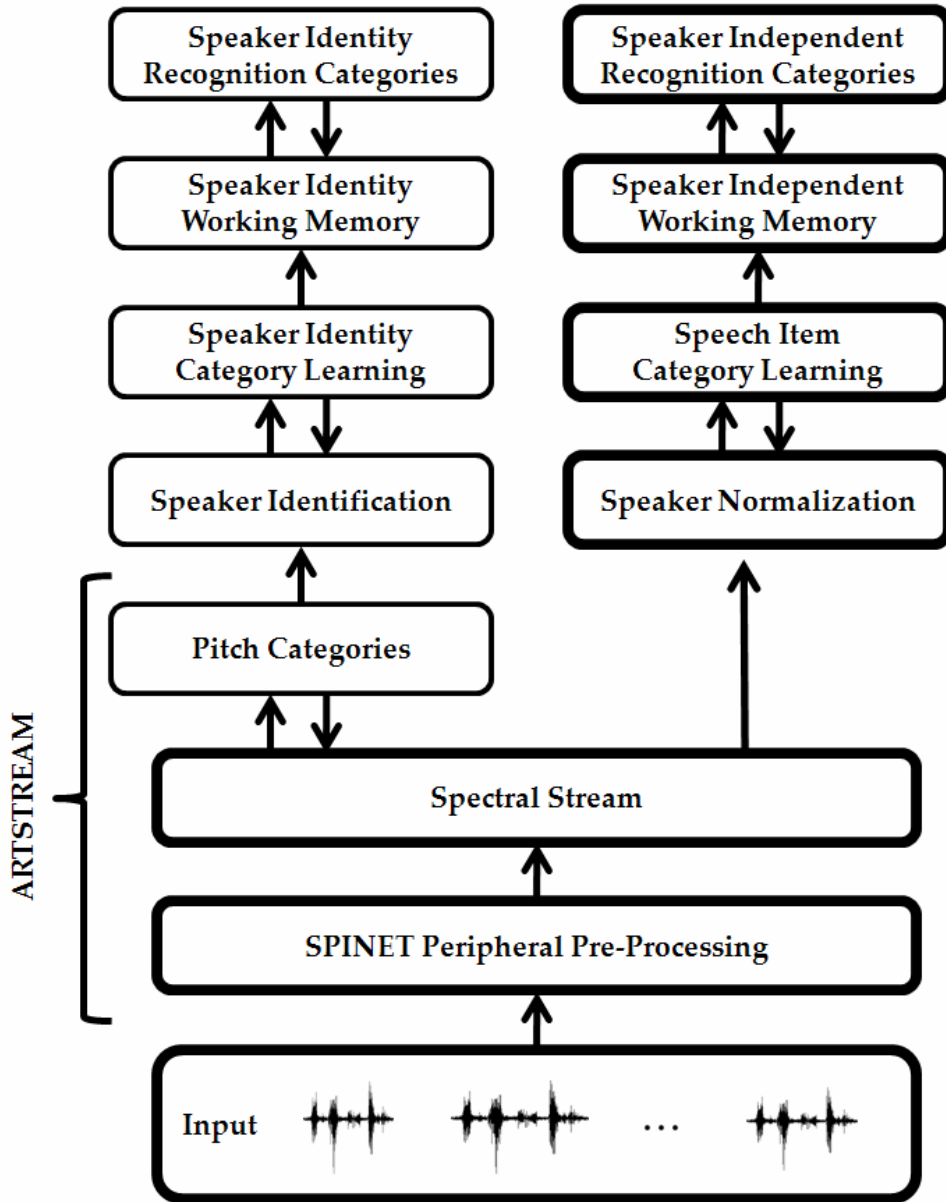 Speaker Identity
Recognition Categories
Speaker Independent
Recognition Categories
Speaker Identity
Working Memory
Speaker Independent
Working Memory
Speaker Identity
Category Learning
Speech Item
Category Learning
Speaker Identification
Speaker Normalization
Pitch Categories
ARTSTREAM
Spectral Stream
SPINET Peripheral Pre-Processing
Input
...